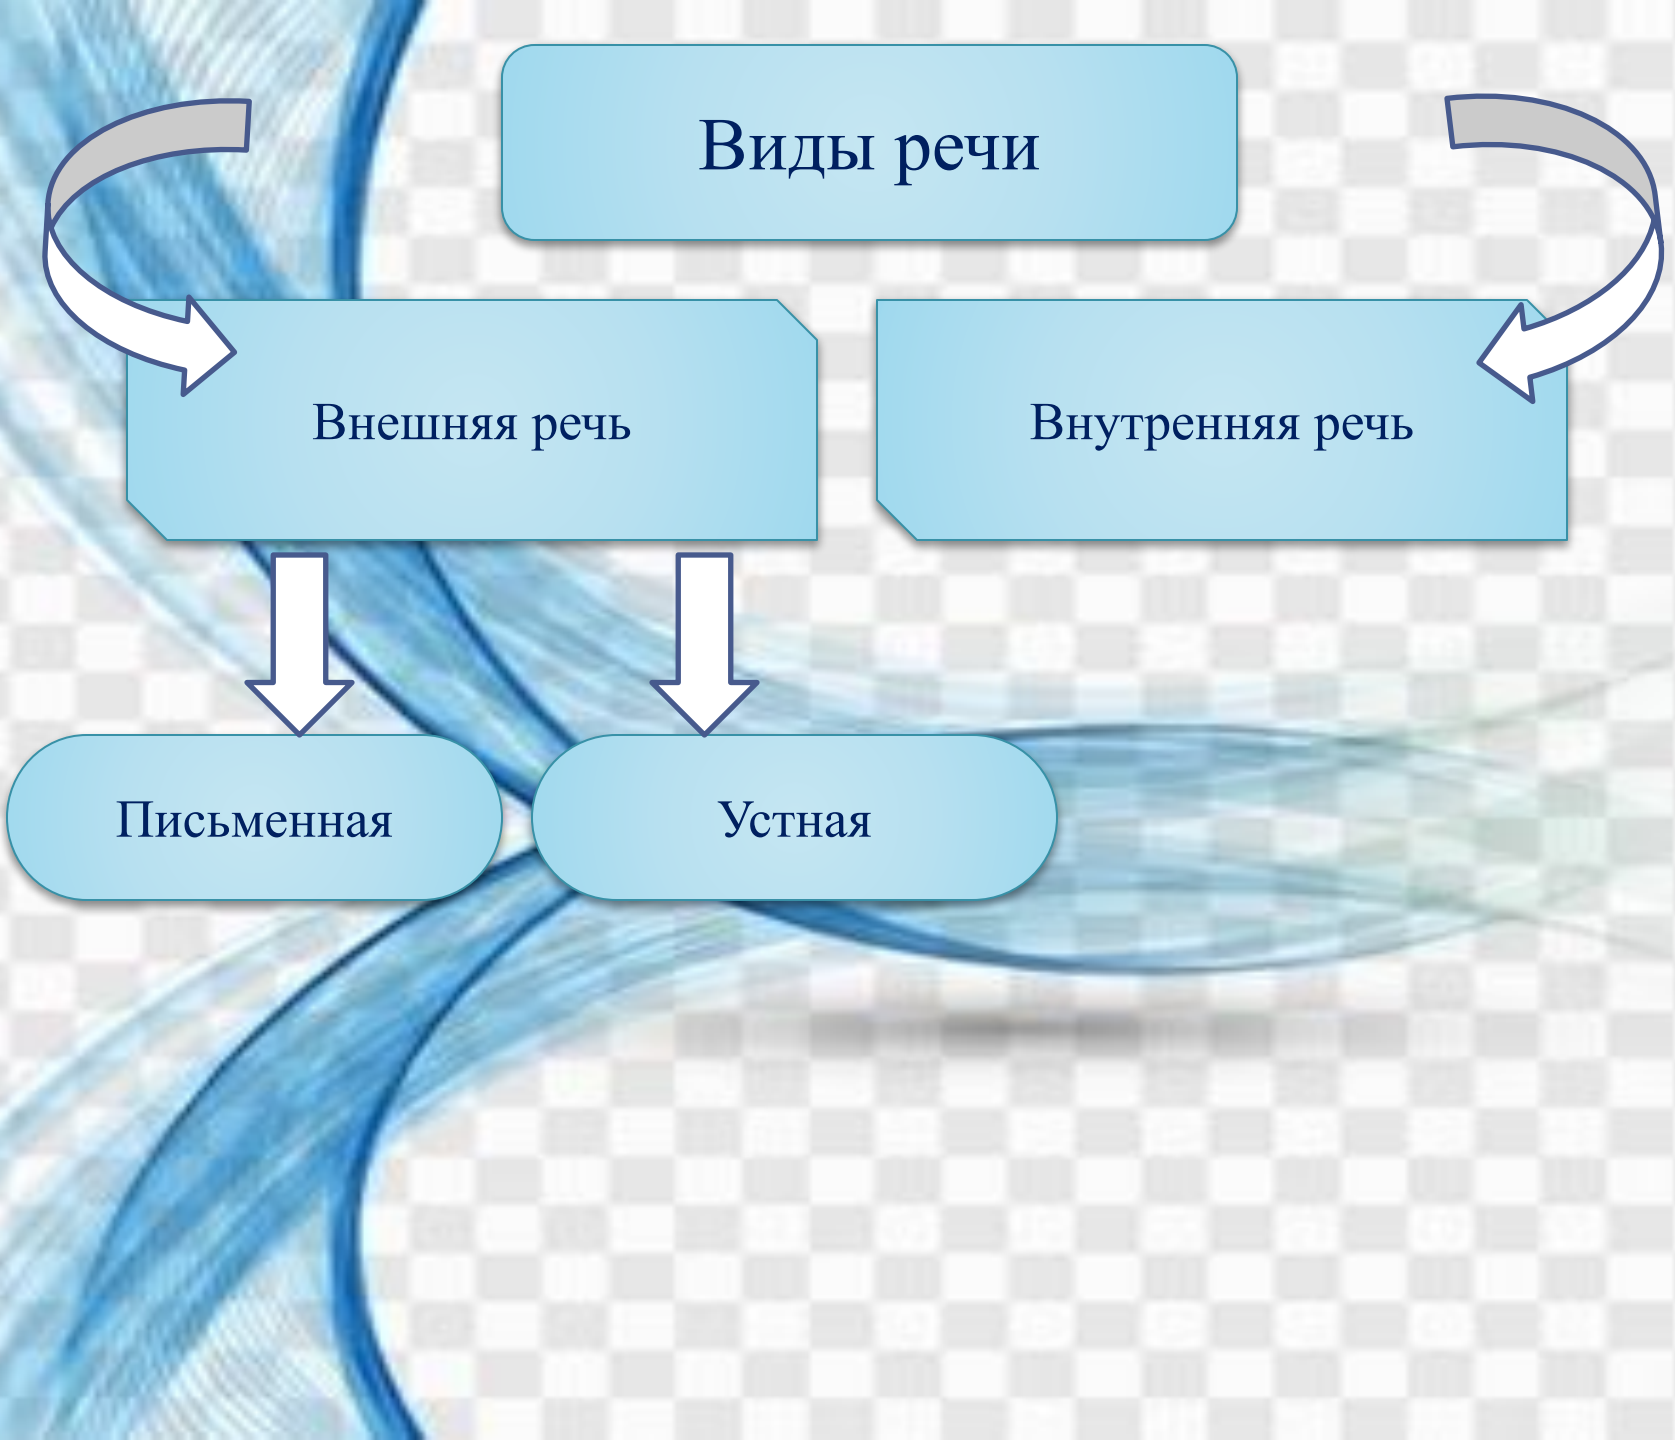 Виды речи
Внешняя речь
Внутренняя речь
Письменная
Устная